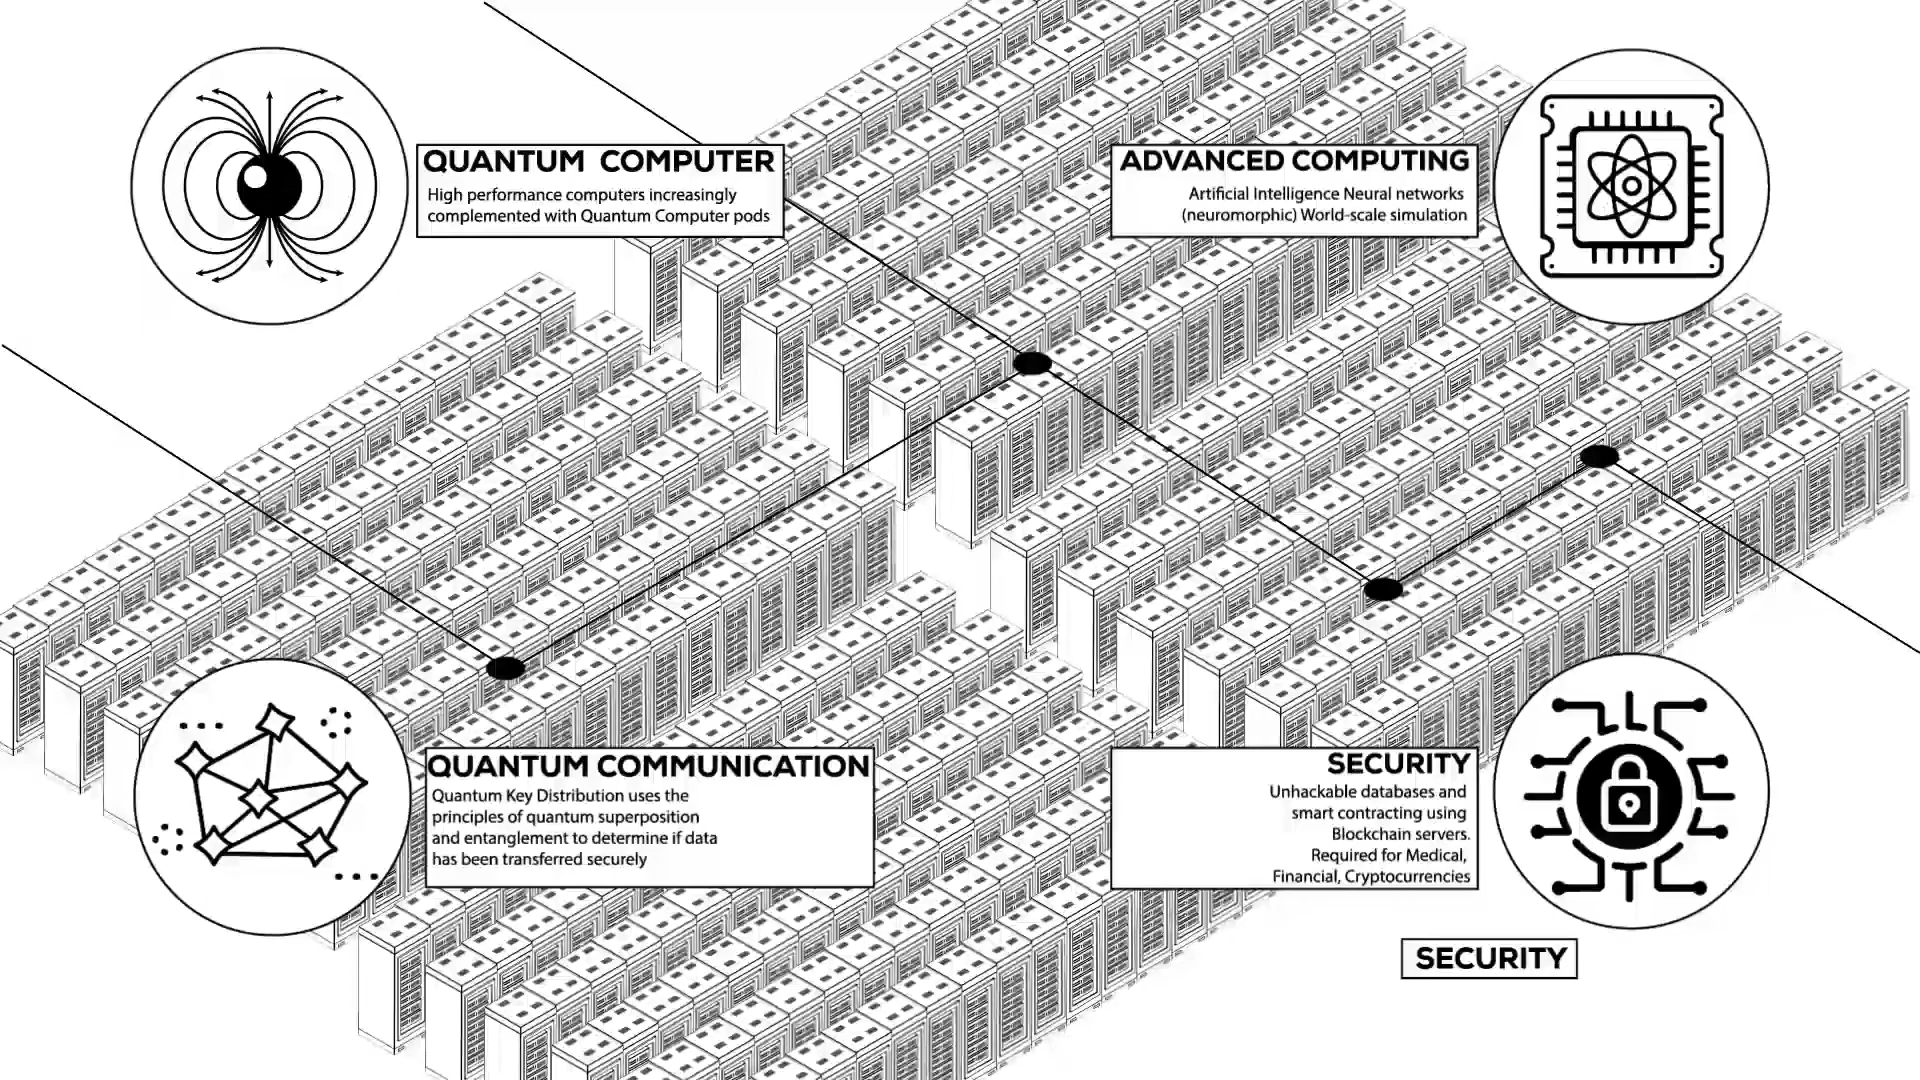 QUANTUM COMPUTER
High performance computers increasingly
complemented with Quantum Computer pods
ADVANCED COMPUTING
Artificial Intelligence Neural networks
(neuromorphic) World-scale simulation
QUANTUM COMMUNICATION
Quantum Key Distribution uses the
principles of quantum superposition
and entanglement to determine if data
has been transferred securely
SECURITY
Unhackable databases and
smart contracting using
Blockchain servers.
Required for Medical,
Financial, Cryptocurrencies
SECURITY